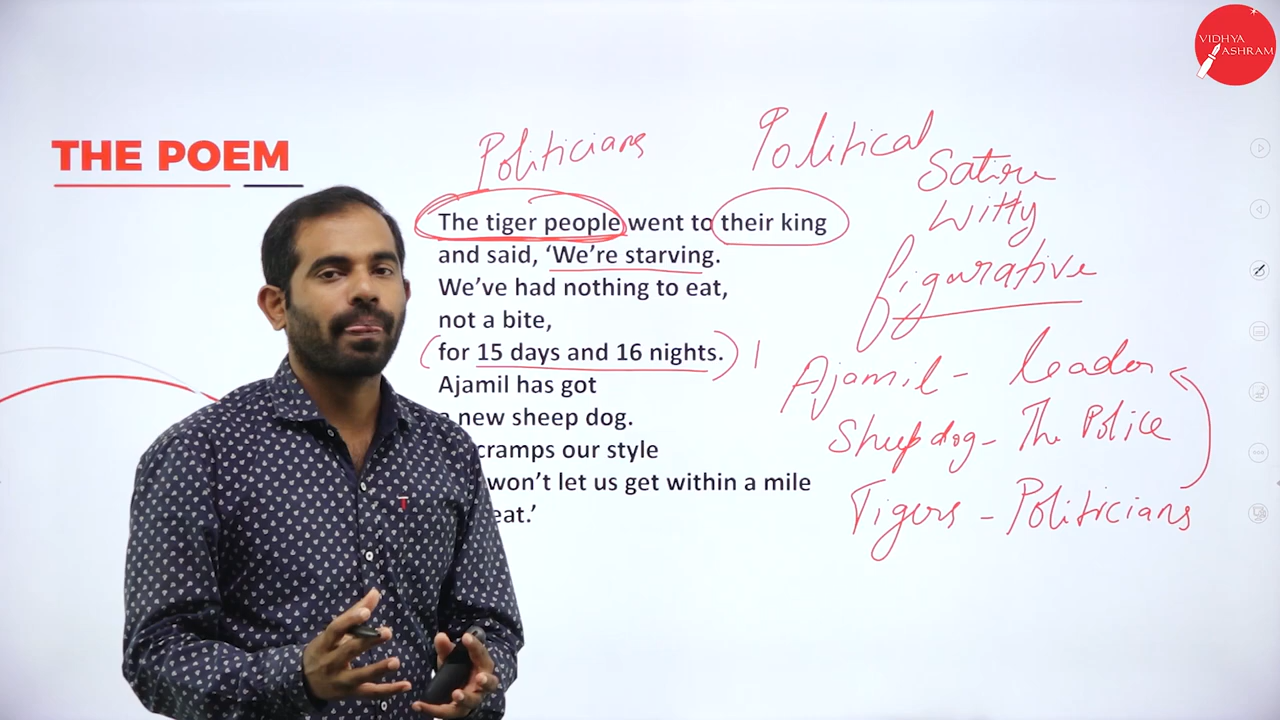 VIDHYA
ASHRAM
THE POEM
Politicians
Political
Satire
Witty
figurative
The tiger people went to their king
and said, ‘We’re starving.
We’ve had nothing to eat,
not a bite,
for 15 days and 16 nights.
Ajamil has got
a new sheep dog.
cramps our style
won’t let us get within a mile
eat.’
Ajamil - leader
Sheepdog - The Police
Tigers - Politicians